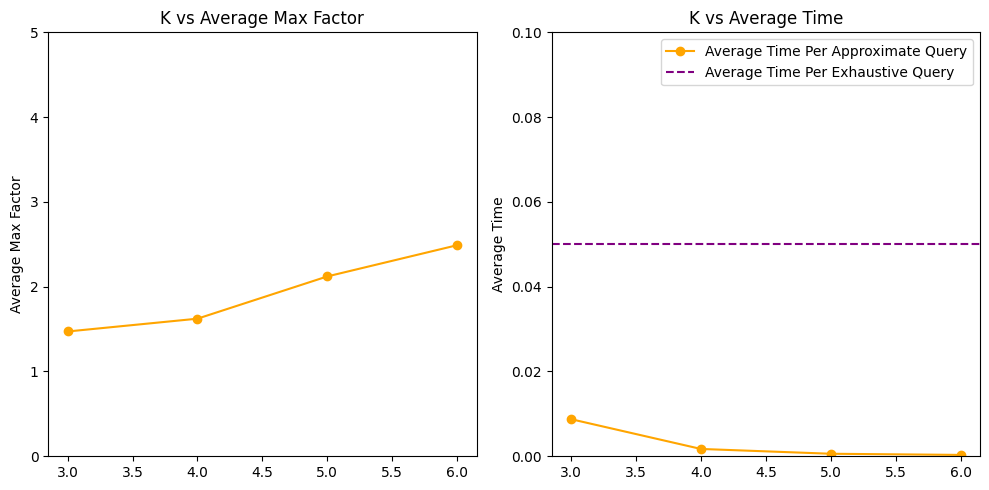 K vs Average Max Factor
Average Max Factor
5
4
3
2
1
0
3.0 3.5 4.0 4.5 5.0 5.5 6.0
K vs Average Time
Average Time
0.10
0.08
0.06
0.04
0.02
0.00
3.0 3.5 4.0 4.5 5.0 5.5 6.0
Average Time Per Approximate Query
Average Time Per Exhaustive Query